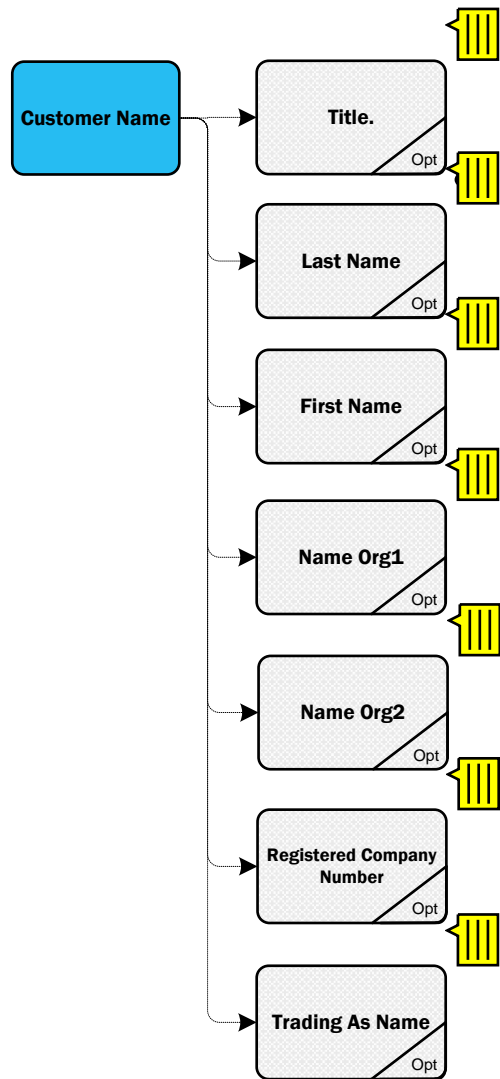 Customer Name
Title.
Opt
Last Name
Opt
First Name
Opt
Name Org1
Opt
Name Org2
Opt
Registered Company
Number
Opt
Trading As Name
Opt